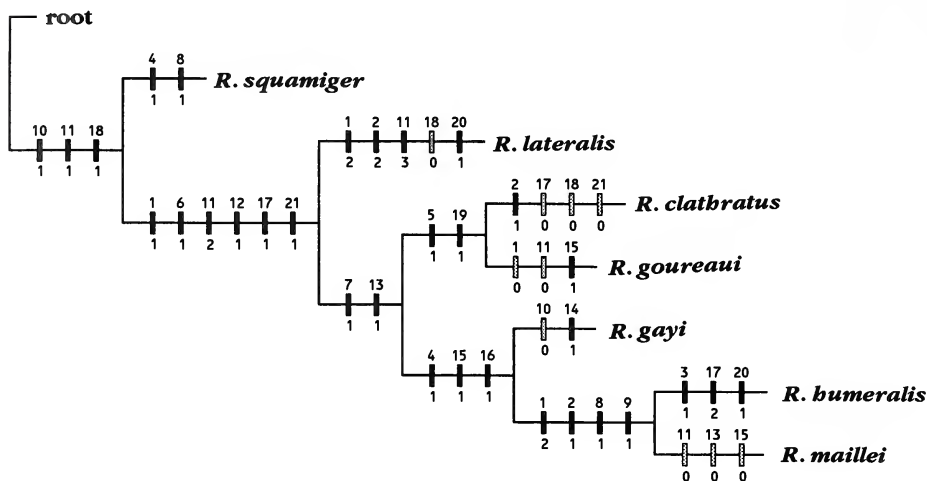 root
4 8
R. squamiger
1 1
10 11 18
1 1 1
1 2 11 18 20
R. lateralis
2 2 3 0 1
1 6 11 12 17 21
1 1 2 1 1 1
2 17 18 21
R. clathratus
1 0 0 0
5 19
1 1
1 11 15
R. goureaui
0 0 1
7 13
1 1
10 14
R. gayi
0 1
4 15 16
1 1 1
3 17 20
R. humeralis
1 2 1
1 2 8 9
2 1 1 1
11 13 15
R. maillei
0 0 0